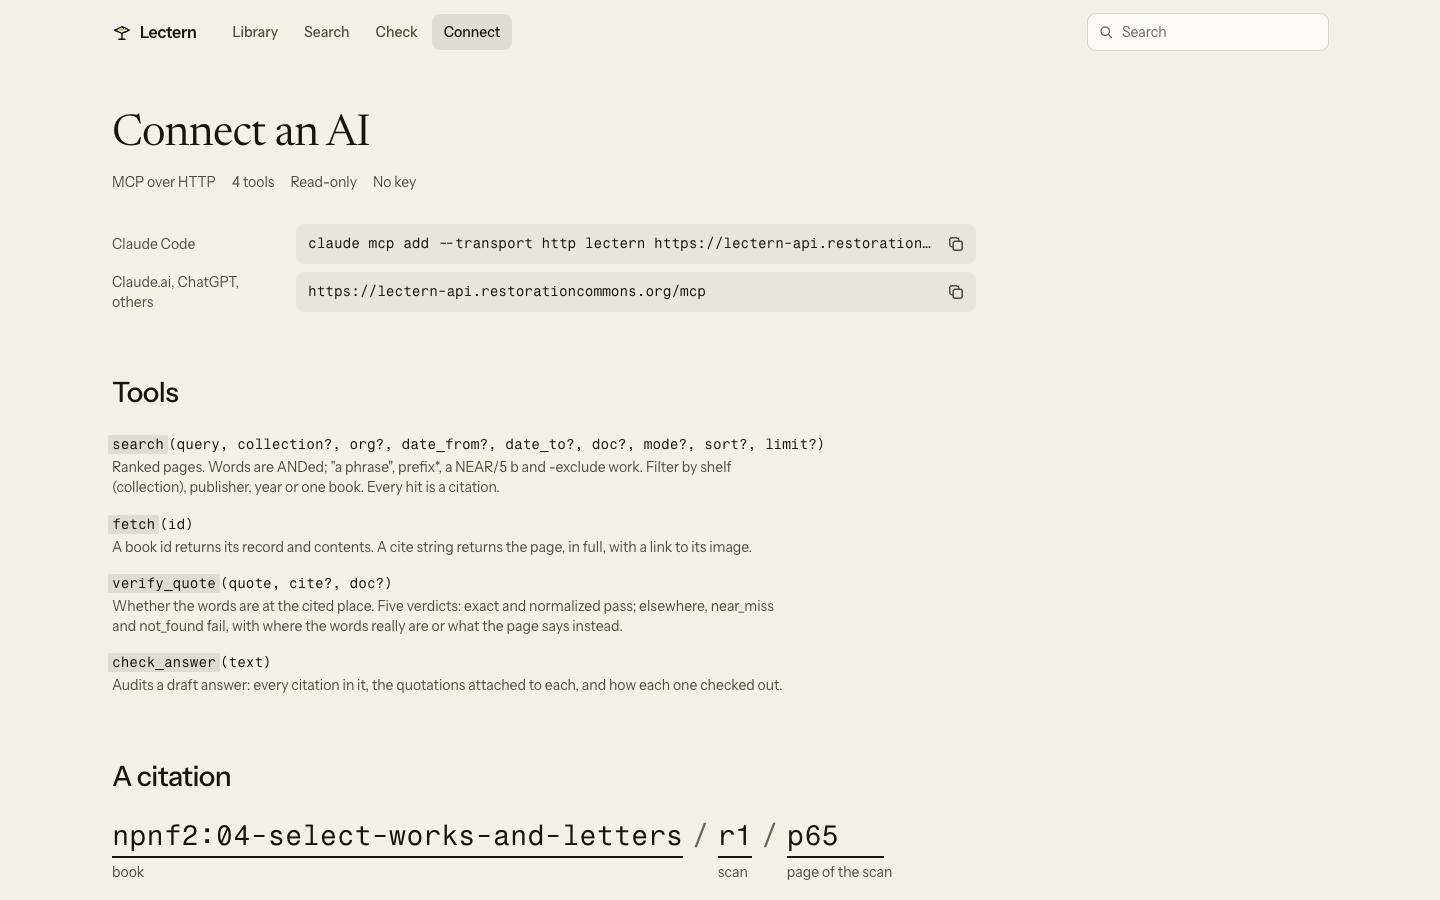 Lectern
Library
Search
Check
Connect
Search
Connect an AI
MCP over HTTP
4 tools
Read-only
No key
Claude Code
claude mcp add --transport http lectern https://lectern-api.restoration…
Claude.ai, ChatGPT,
others
https://lectern-api.restorationcommons.org/mcp
Tools
search(query, collection?, org?, date_from?, date_to?, doc?, mode?, sort?, limit?)
Ranked pages. Words are ANDed; "a phrase", prefix*, a NEAR/5 b and -exclude work. Filter by shelf
(collection), publisher, year or one book. Every hit is a citation.
fetch(id)
A book id returns its record and contents. A cite string returns the page, in full, with a link to its image.
verify_quote(quote, cite?, doc?)
Whether the words are at the cited place. Five verdicts: exact and normalized pass; elsewhere, near_miss
and not_found fail, with where the words really are or what the page says instead.
check_answer(text)
Audits a draft answer: every citation in it, the quotations attached to each, and how each one checked out.
A citation
npnf2:04-select-works-and-letters / r1 / p65
book
scan
page of the scan